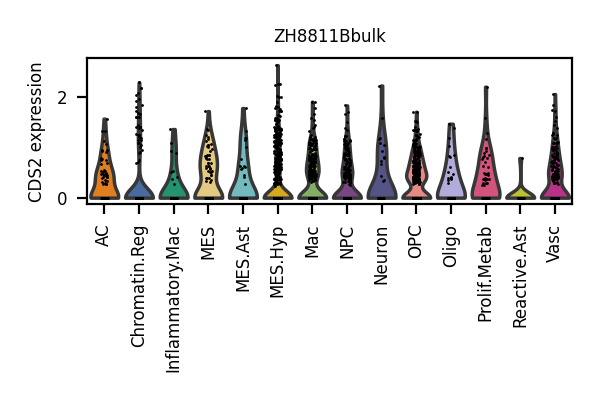 ZH8811Bbulk
CDS2 expression
2
0
AC
Chromatin.Reg
Inflammatory.Mac
MES
MES.Ast
MES.Hyp
Mac
NPC
Neuron
OPC
Oligo
Prolif.Metab
Reactive.Ast
Vasc